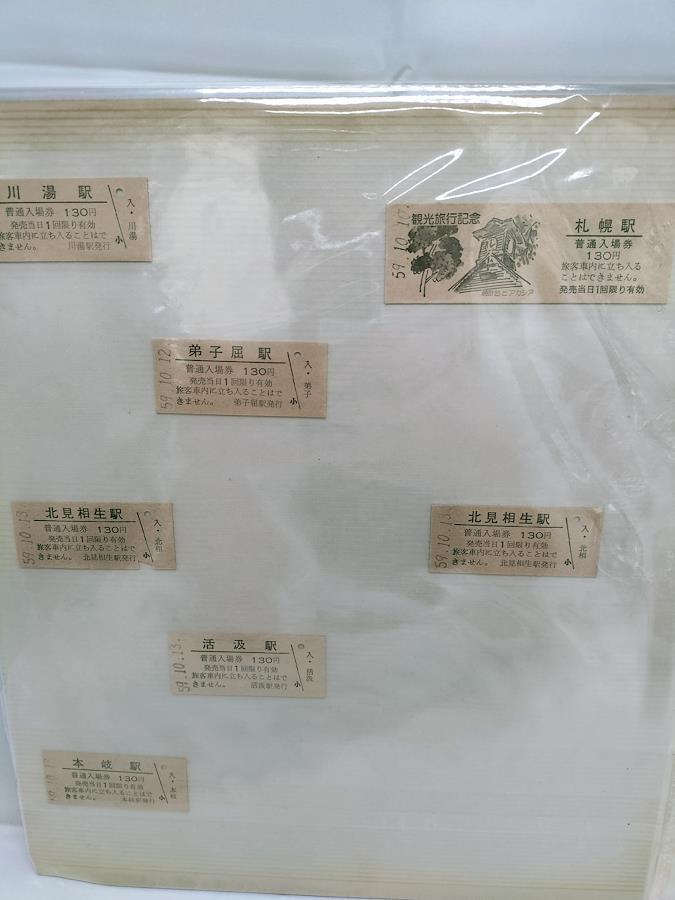 川湯駅
普通入場券 130円
発売当日1回限り有効
旅客車内に立ち入ることはで
きません。 川湯駅発行
入・川湯
小
59.10.10
観光旅行記念
時計台とアカシア
札幌駅
普通入場券
130円
旅客車内に立ち入る
ことはできません。
発売当日1回限り有効
59.10.12.
弟子屈駅
普通入場券 130円
発売当日1回限り有効
旅客車内に立ち入ることはで
きません。 弟子屈駅発行
入・弟子
小
59.10.13.
北見相生駅
普通入場券 130円
発売当日1回限り有効
旅客車内に立ち入ることはで
きません。 北見相生駅発行
入・北相
小
59.10.13.
北見相生駅
普通入場券 130円
発売当日1回限り有効
旅客車内に立ち入ることはで
きません。 北見相生駅発行
入・北相
小
59.10.13.
活汲駅
普通入場券 130円
発売当日1回限り有効
旅客車内に立ち入ることはで
きません。 活汲駅発行
入・活汲
小
59.10.13
本岐駅
普通入場券 130円
発売当日1回限り有効
旅客車内に立ち入ることはで
きません。 本岐駅発行
入・本岐
小